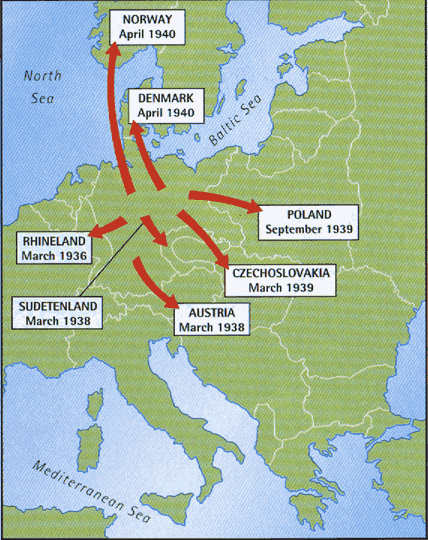 NORWAY
April 1940
North
Sea
DENMARK
April 1940
Baltic Sea
POLAND
September 1939
RHINELAND
March 1936
CZECHOSLOVAKIA
March 1939
SUDETENLAND
March 1938
AUSTRIA
March 1938
Mediterranean Sea